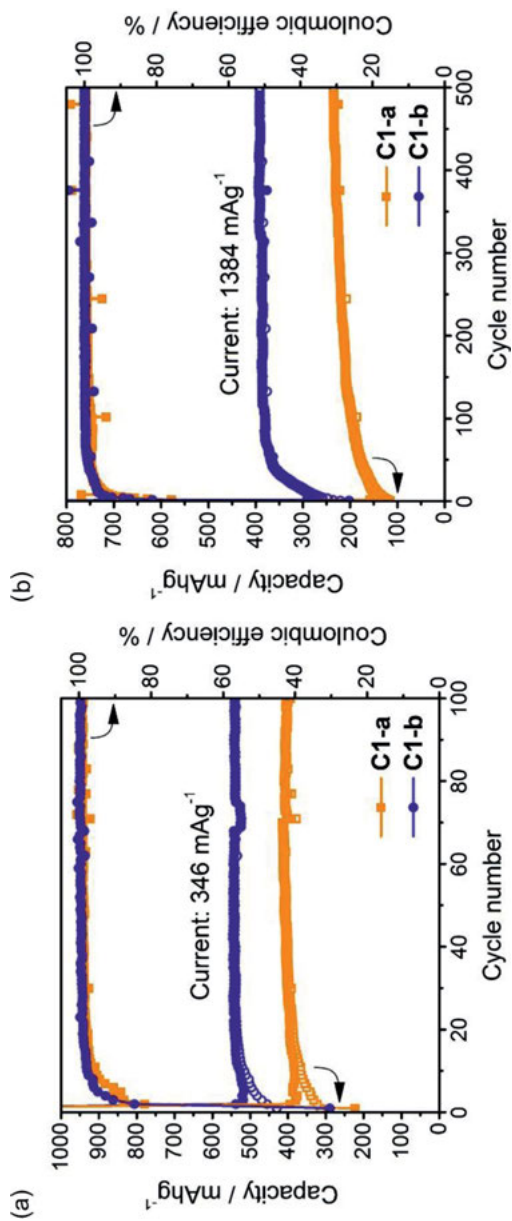 (a)
Capacity / mAhg⁻¹
1000
900
800
700
600
500
400
300
200
100
0
Coulombic efficiency / %
100
80
60
40
20
0
Current: 346 mAg⁻¹
C1-a
C1-b
0 20 40 60 80 100
Cycle number
(b)
Capacity / mAhg⁻¹
800
700
600
500
400
300
200
100
0
Coulombic efficiency / %
100
80
60
40
20
0
Current: 1384 mAg⁻¹
C1-a
C1-b
0 100 200 300 400 500
Cycle number